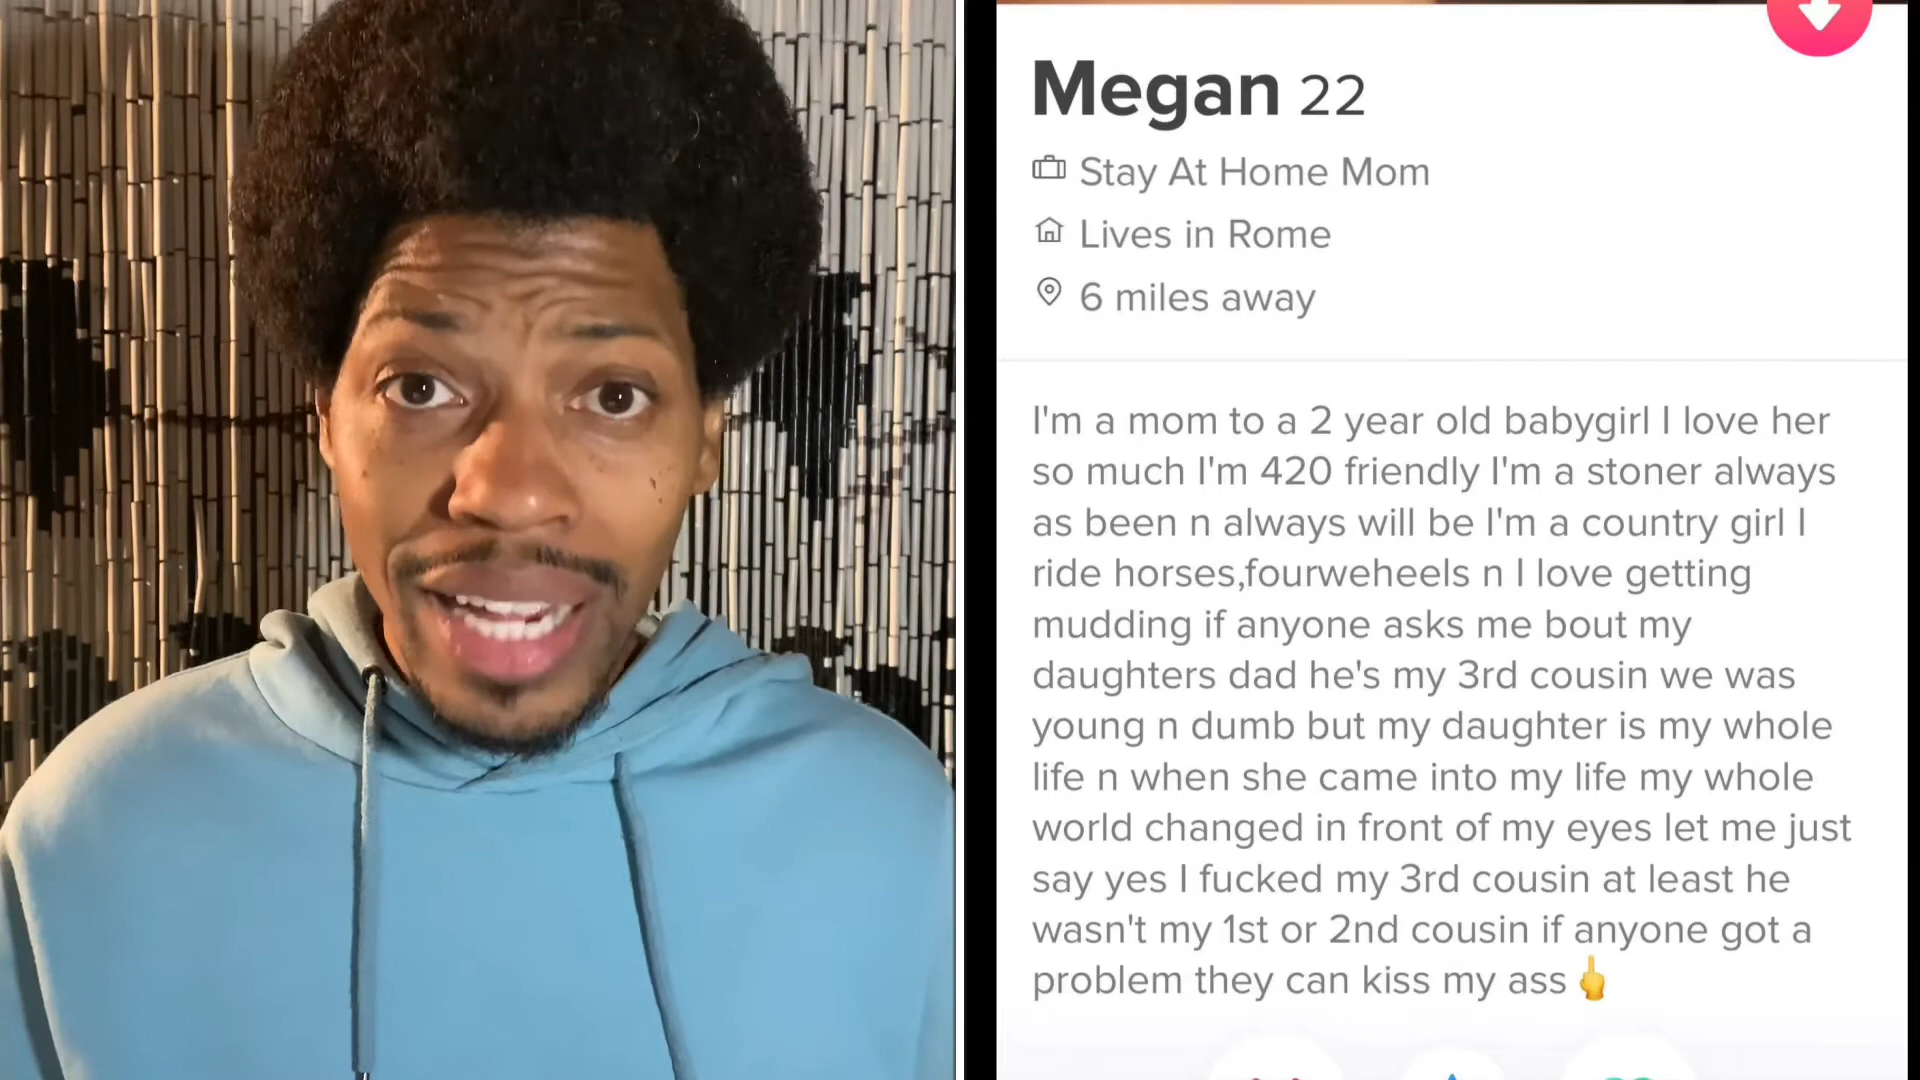 Megan 22
Stay At Home Mom
Lives in Rome
6 miles away
I'm a mom to a 2 year old babygirl I love her
so much I'm 420 friendly I'm a stoner always
as been n always will be I'm a country girl I
ride horses,fourweheels n I love getting
mudding if anyone asks me bout my
daughters dad he's my 3rd cousin we was
young n dumb but my daughter is my whole
life n when she came into my life my whole
world changed in front of my eyes let me just
say yes I fucked my 3rd cousin at least he
wasn't my 1st or 2nd cousin if anyone got a
problem they can kiss my ass🖕